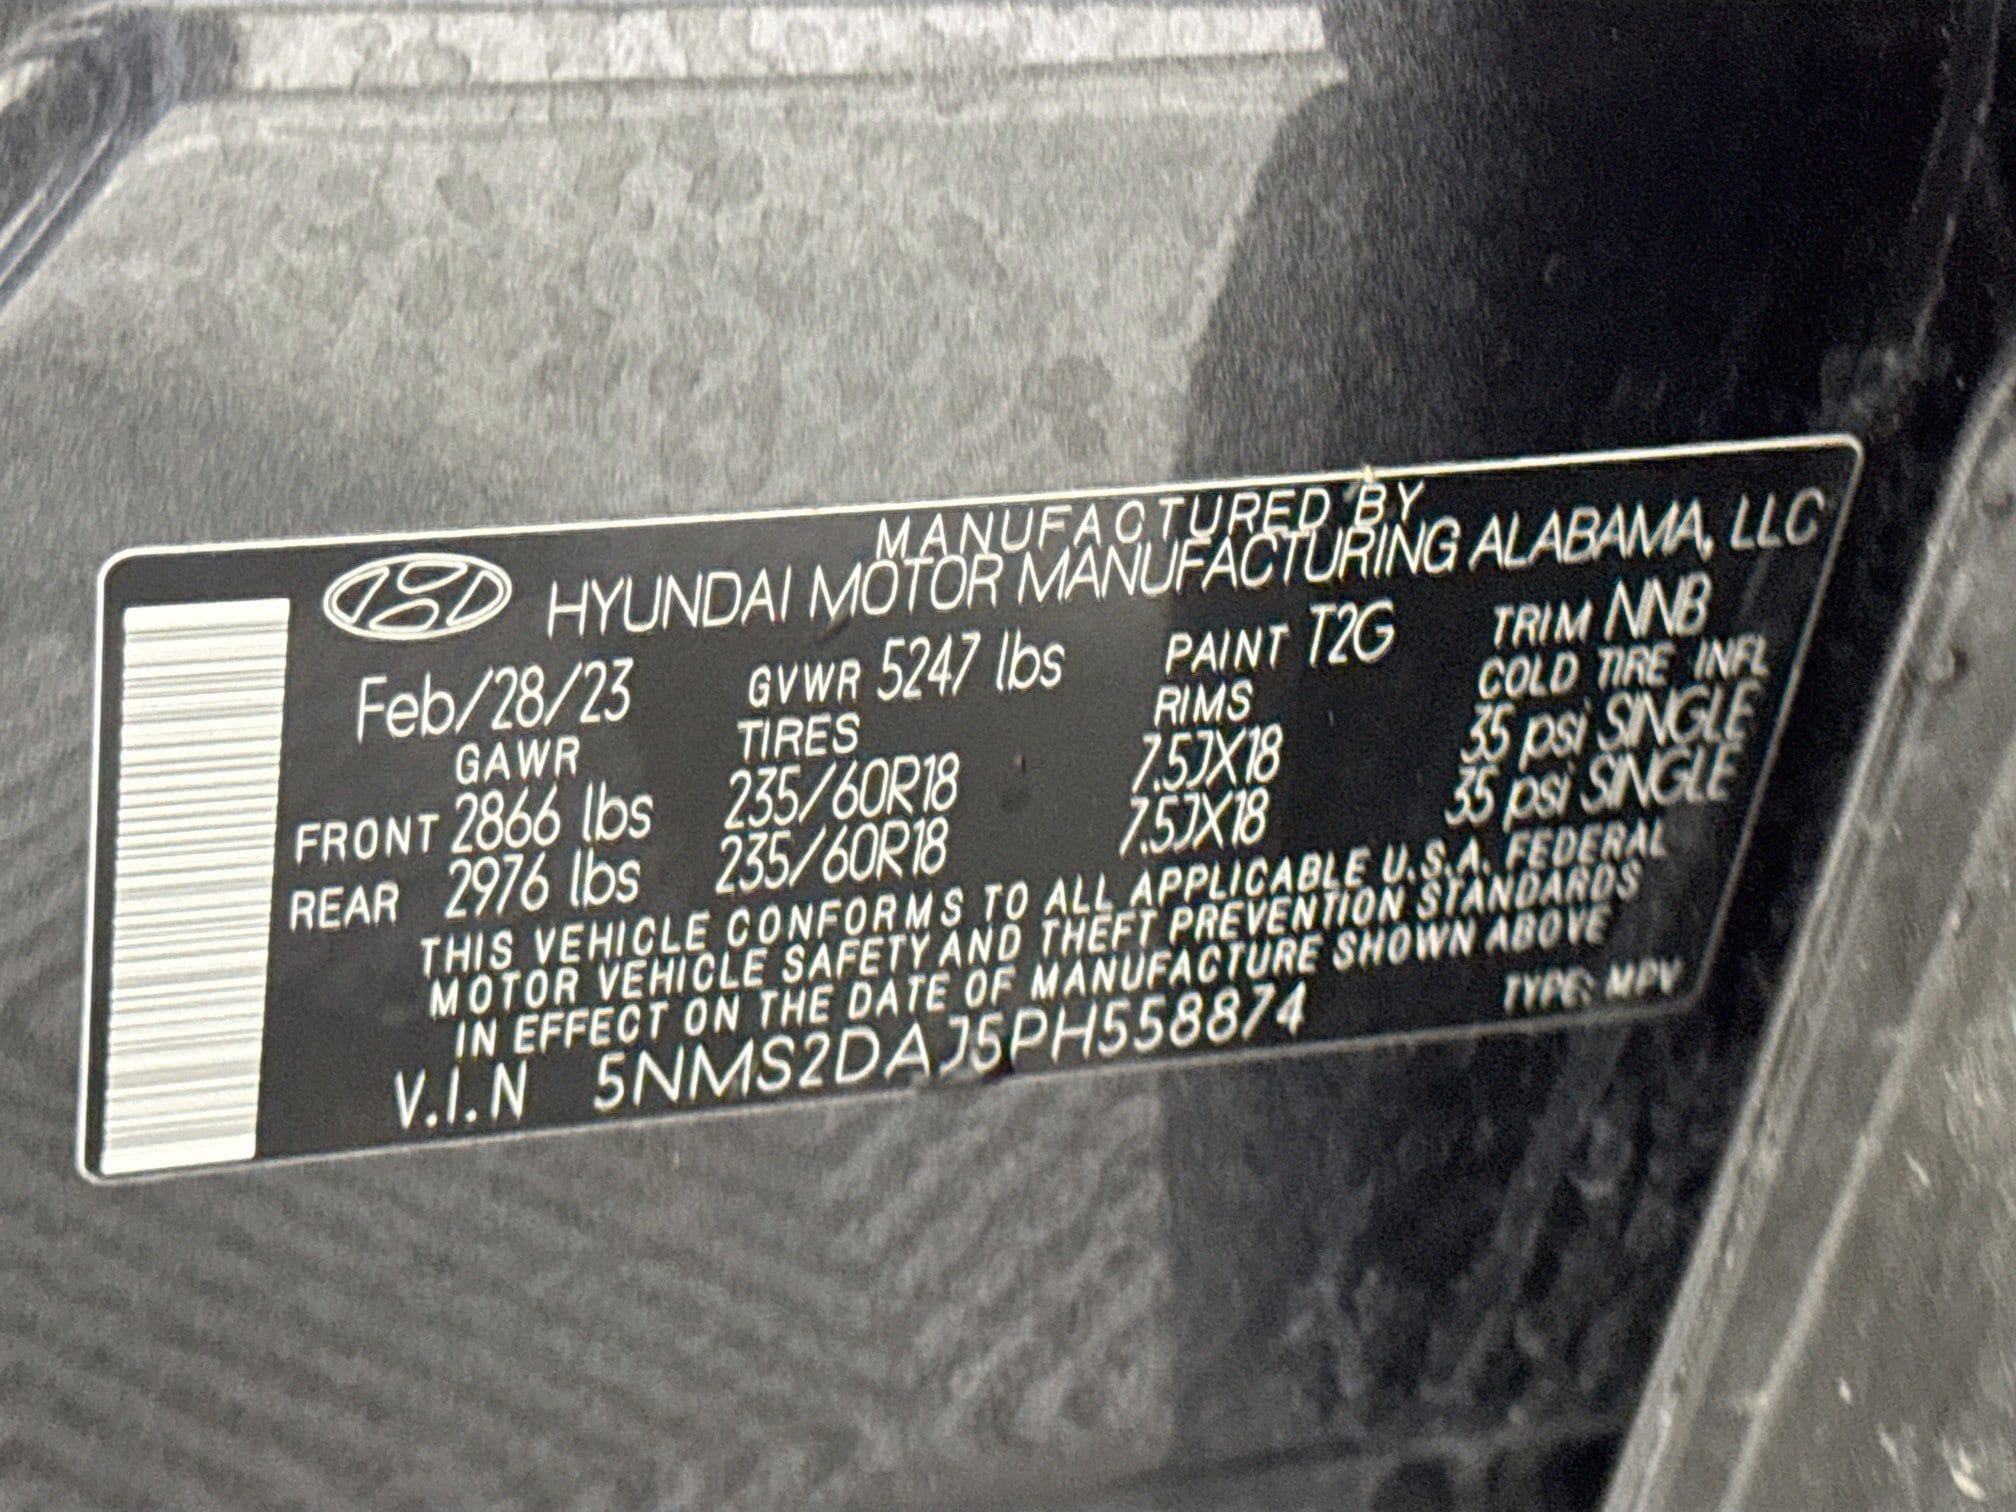 MANUFACTURED BY
HYUNDAI MOTOR MANUFACTURING ALABAMA, LLC
Feb/28/23 GVWR 5247 lbs PAINT T2G TRIM NNB
GAWR TIRES RIMS COLD TIRE INFL
FRONT 2866 lbs 235/60R18 7.5JX18 35 psi SINGLE
REAR 2976 lbs 235/60R18 7.5JX18 35 psi SINGLE
THIS VEHICLE CONFORMS TO ALL APPLICABLE U.S.A. FEDERAL
MOTOR VEHICLE SAFETY AND THEFT PREVENTION STANDARDS
IN EFFECT ON THE DATE OF MANUFACTURE SHOWN ABOVE
V.I.N 5NMS2DAJ5PH558874 TYPE: MPV